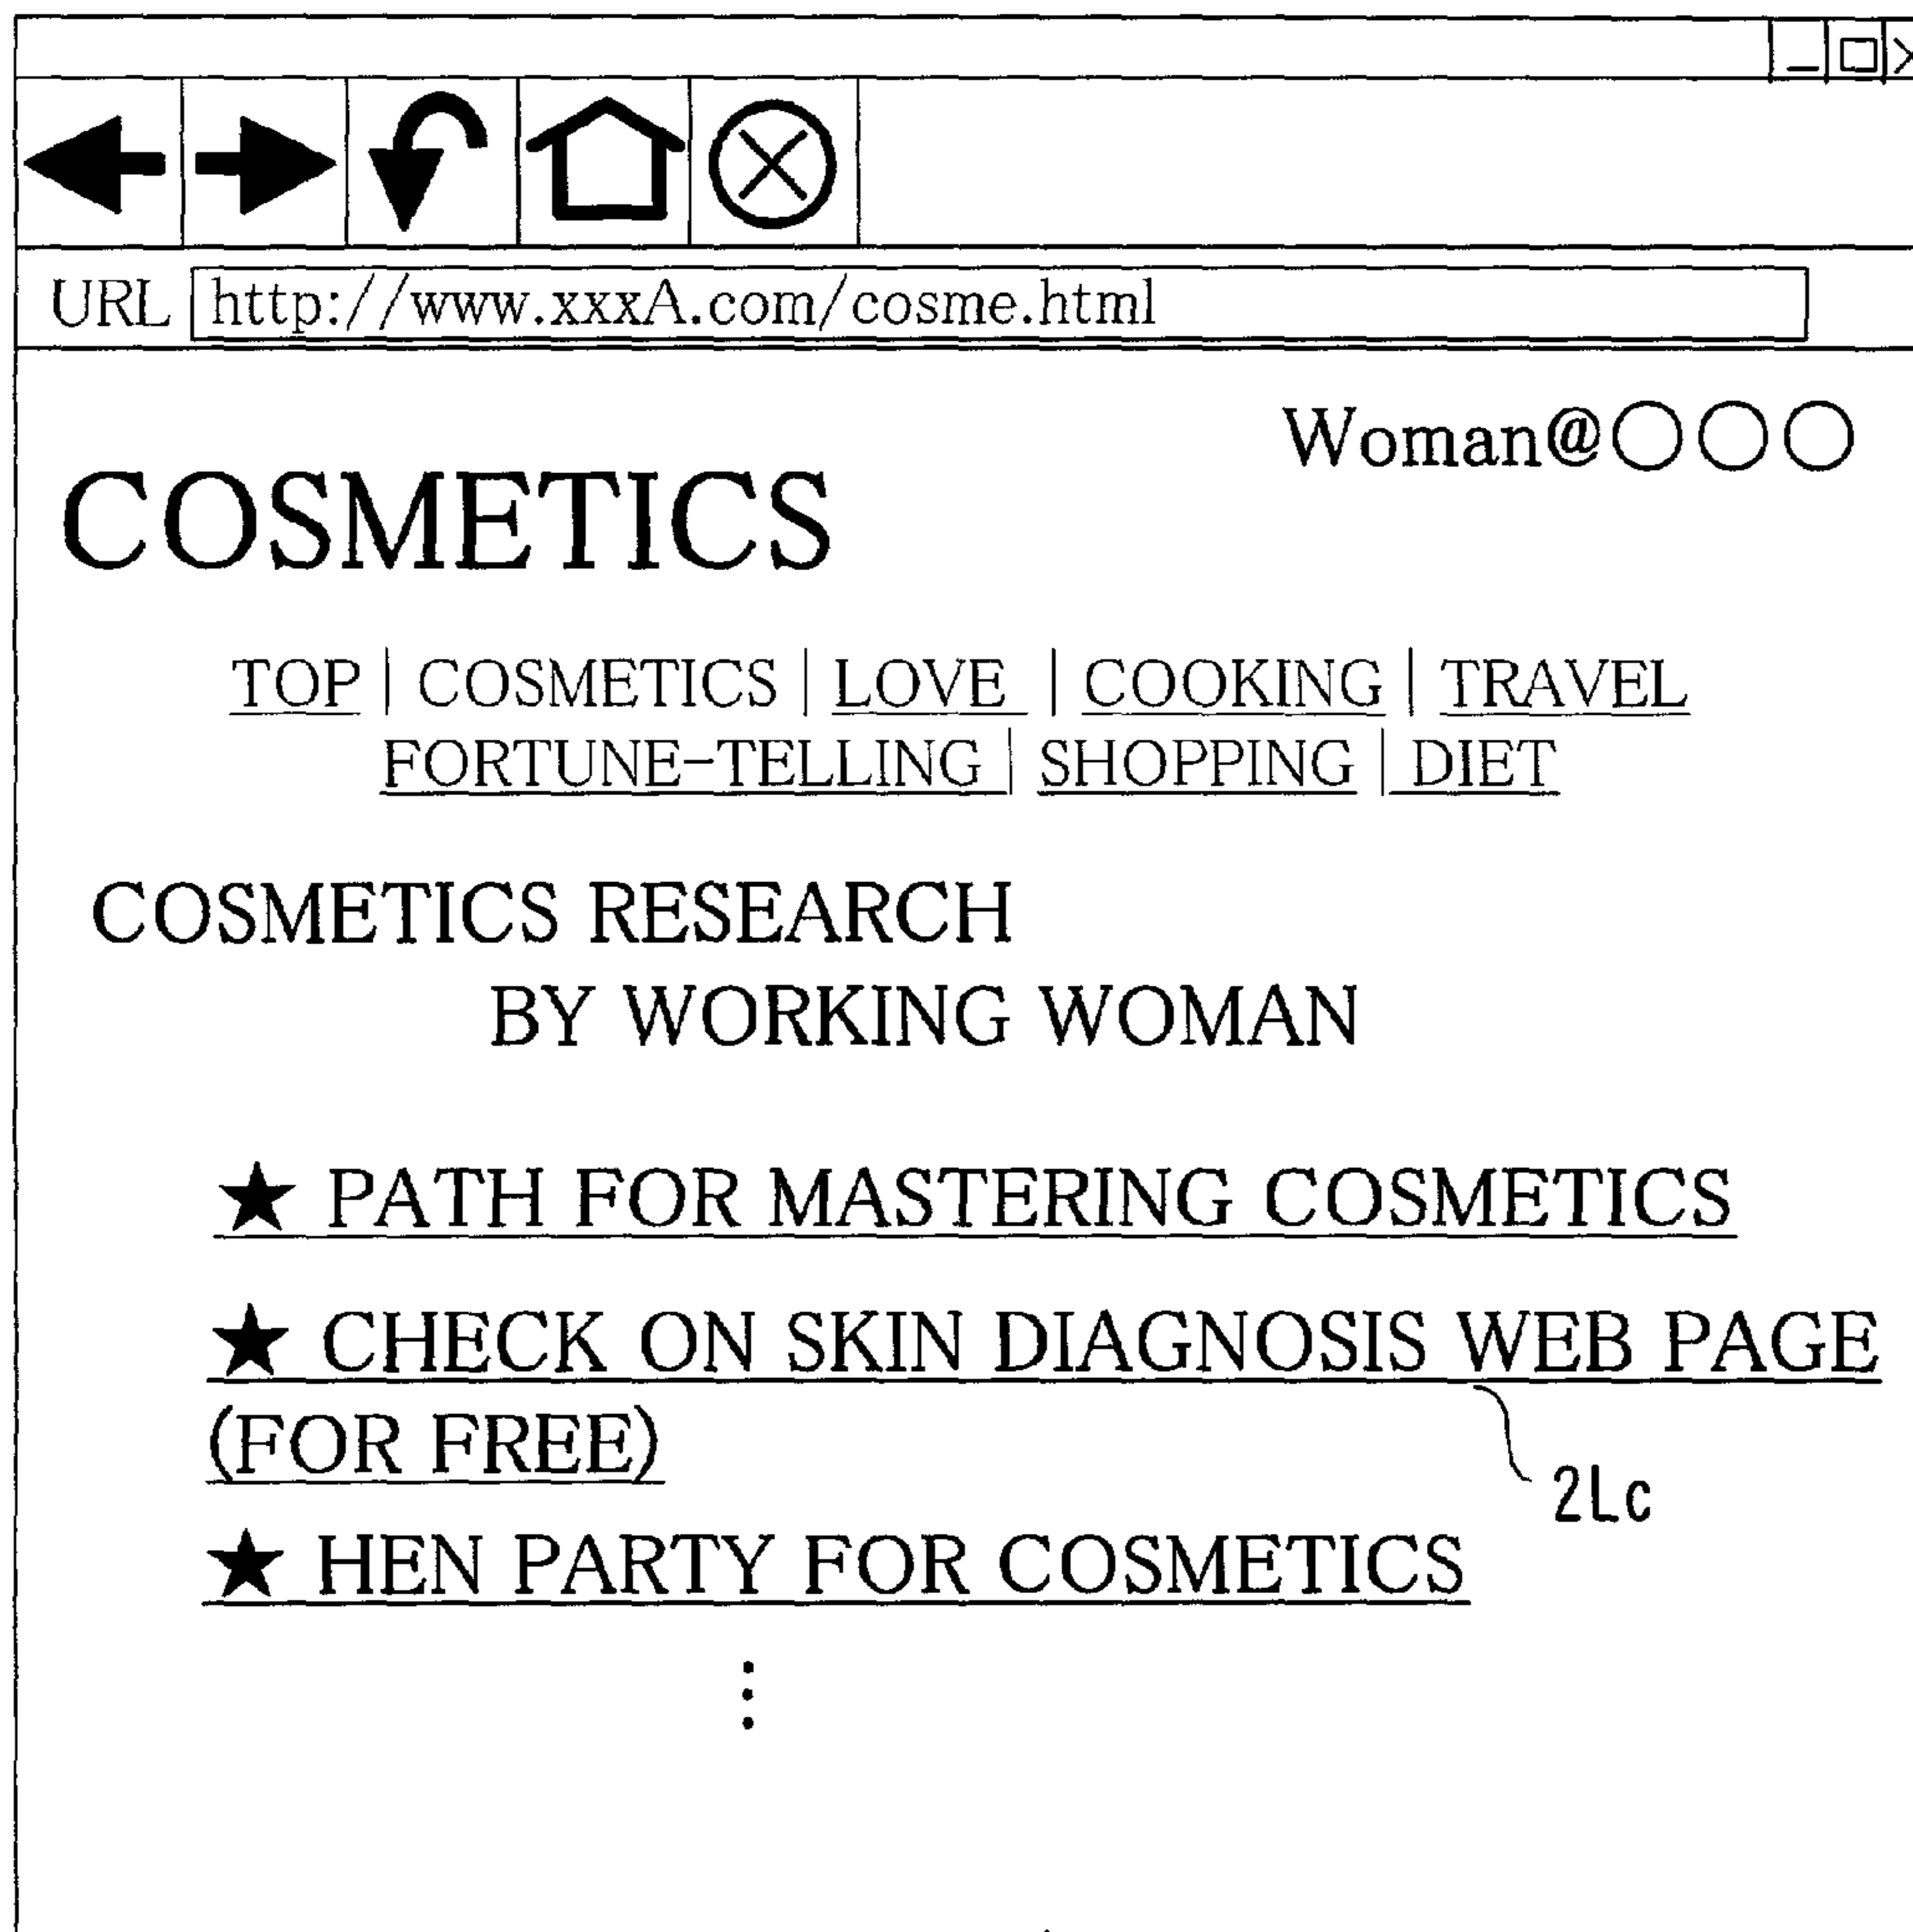 URL http://www.xxxA.com/cosme.html
Woman@○○○
COSMETICS
TOP | COSMETICS | LOVE | COOKING | TRAVEL
FORTUNE-TELLING | SHOPPING | DIET
COSMETICS RESEARCH
BY WORKING WOMAN
★ PATH FOR MASTERING COSMETICS
★ CHECK ON SKIN DIAGNOSIS WEB PAGE
(FOR FREE)
2Lc
★ HEN PARTY FOR COSMETICS